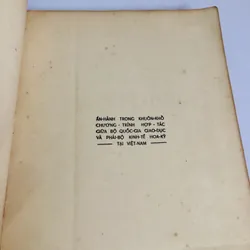 ẤN-HÀNH TRONG KHUÔN-KHỔ
CHƯƠNG - TRÌNH HỢP - TÁC
GIỮA BỘ QUỐC-GIA GIÁO-DỤC
VÀ PHÁI-BỘ KINH-TẾ HOA-KỲ
— TẠI VIỆT-NAM —